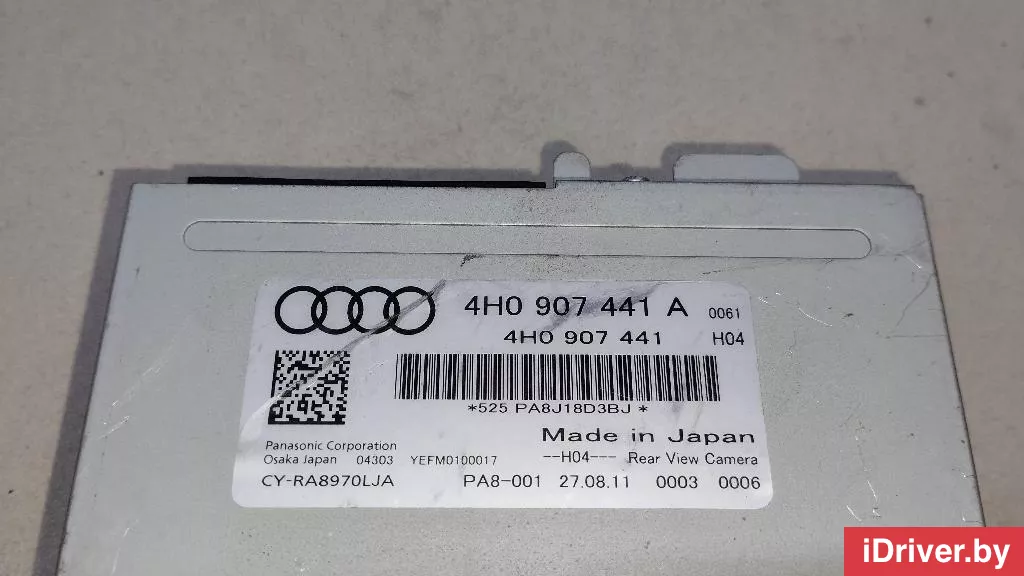 4H0 907 441 A 0061
4H0 907 441 H04
*525 PA8J18D3BJ *
Made in Japan
Panasonic Corporation
Osaka Japan 04303 YEFM0100017 --H04--- Rear View Camera
CY-RA8970LJA PA8-001 27.08.11 0003 0006
iDriver.by